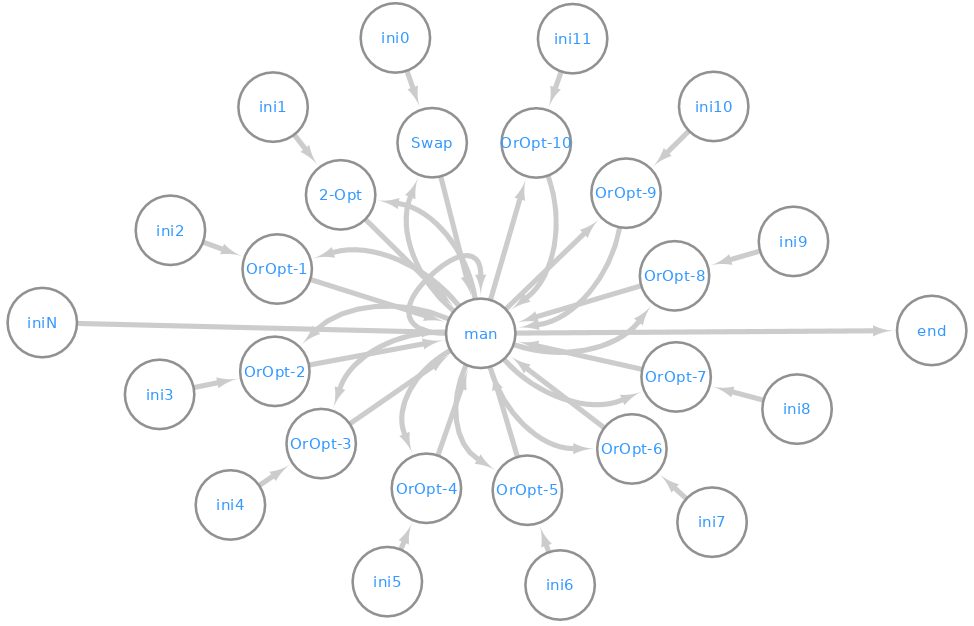 ini0
ini11
ini1
ini10
Swap
OrOpt-10
2-Opt
OrOpt-9
ini2
ini9
OrOpt-1
OrOpt-8
iniN
man
end
OrOpt-2
OrOpt-7
ini3
ini8
OrOpt-3
OrOpt-6
OrOpt-4
OrOpt-5
ini4
ini7
ini5
ini6